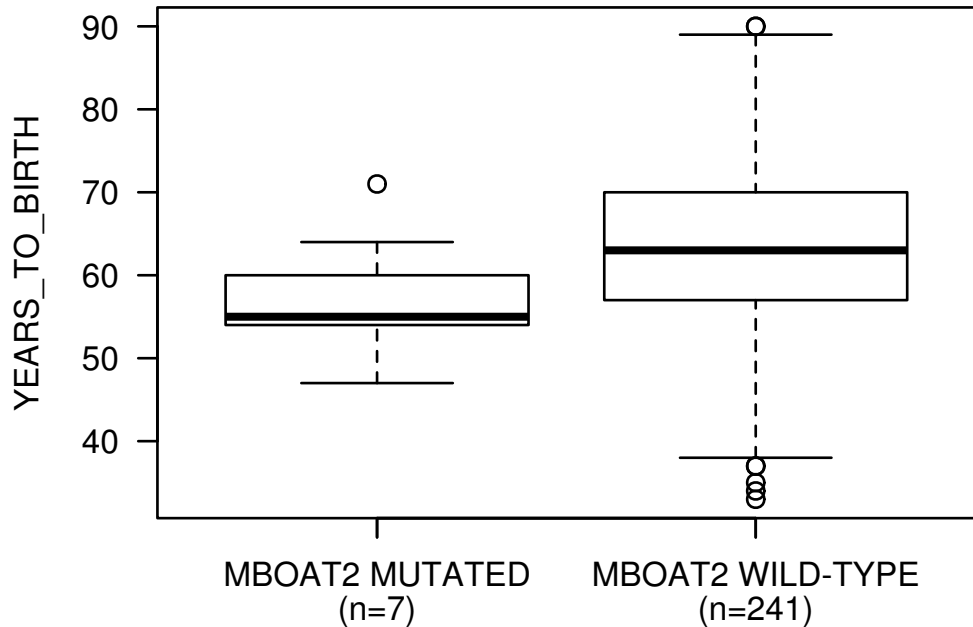 YEARS_TO_BIRTH
90
80
70
60
50
40
MBOAT2 MUTATED
(n=7)
MBOAT2 WILD-TYPE
(n=241)